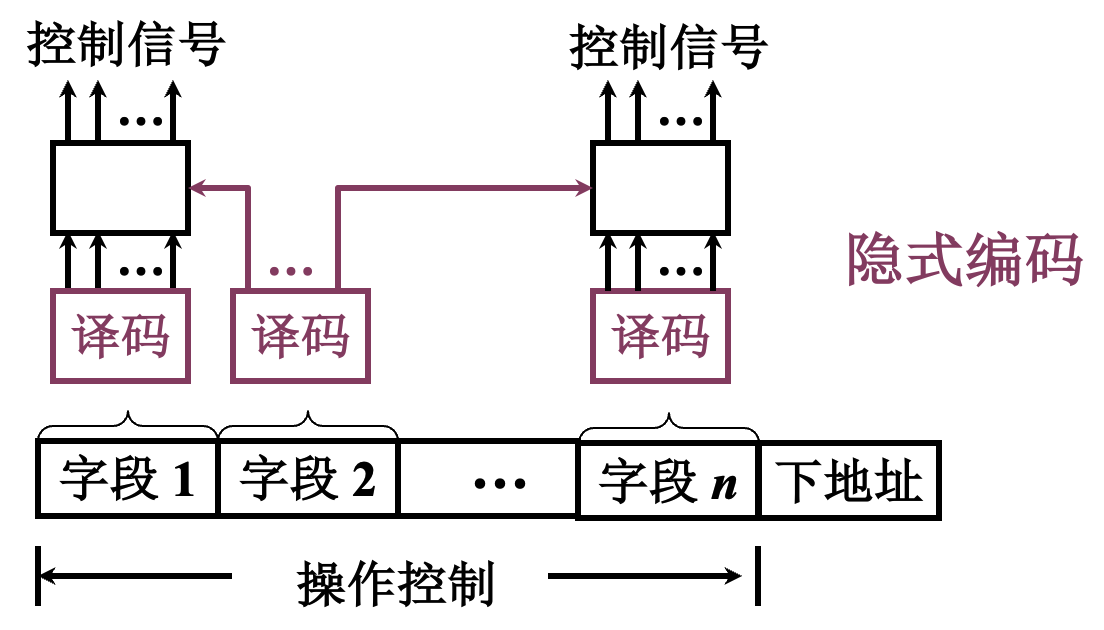 控制信号 控制信号
… …
… … …
隐式编码
译码 译码 译码
字段 1 字段 2 … 字段 n 下地址
操作控制